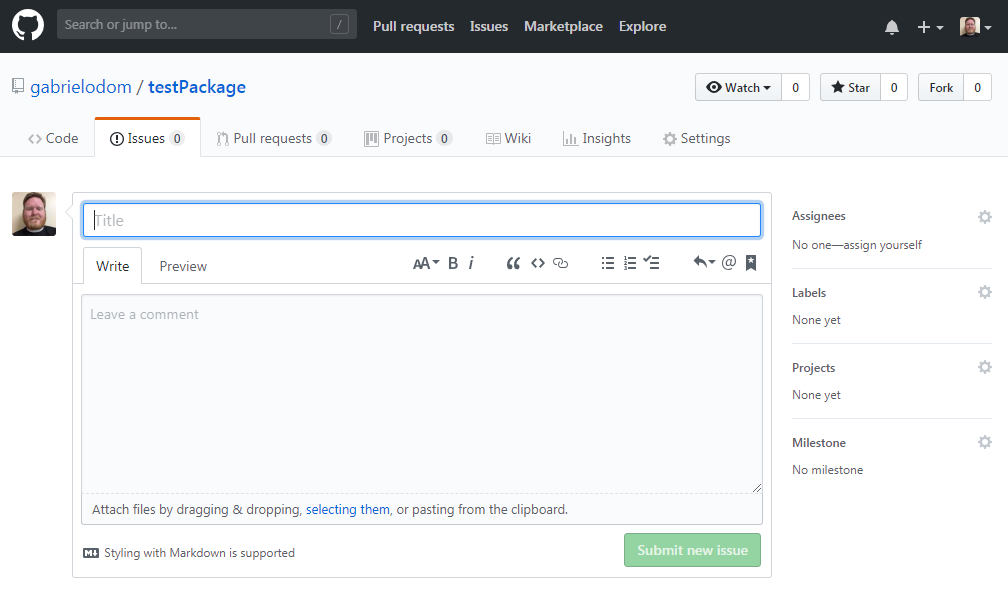 Search or jump to... /
Pull requests Issues Marketplace Explore
gabrielodom / testPackage
Watch 0 Star 0 Fork 0
Code Issues 0 Pull requests 0 Projects 0 Wiki Insights Settings
Title
Write Preview
AA B i @
Leave a comment
Attach files by dragging & dropping, selecting them, or pasting from the clipboard.
Styling with Markdown is supported
Submit new issue
Assignees
No one—assign yourself
Labels
None yet
Projects
None yet
Milestone
No milestone